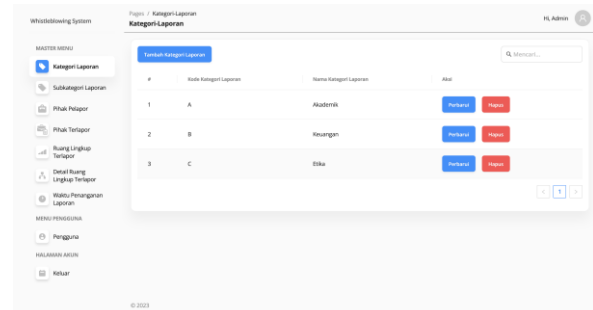 Whistleblowing System
Pages / Kategori-Laporan
Kategori-Laporan
Hi, Admin
MASTER MENU
Kategori Laporan
Subkategori Laporan
Pihak Pelapor
Pihak Terlapor
Ruang Lingkup
Terlapor
Detail Ruang
Lingkup Terlapor
Waktu Penanganan
Laporan
MENU PENGGUNA
Pengguna
HALAMAN AKUN
Keluar
Tambah Kategori Laporan
Mencari...
# Kode Kategori Laporan Nama Kategori Laporan Aksi
1 A Akademik Perbarui Hapus
2 B Keuangan Perbarui Hapus
3 C Etika Perbarui Hapus
< 1 >
© 2023